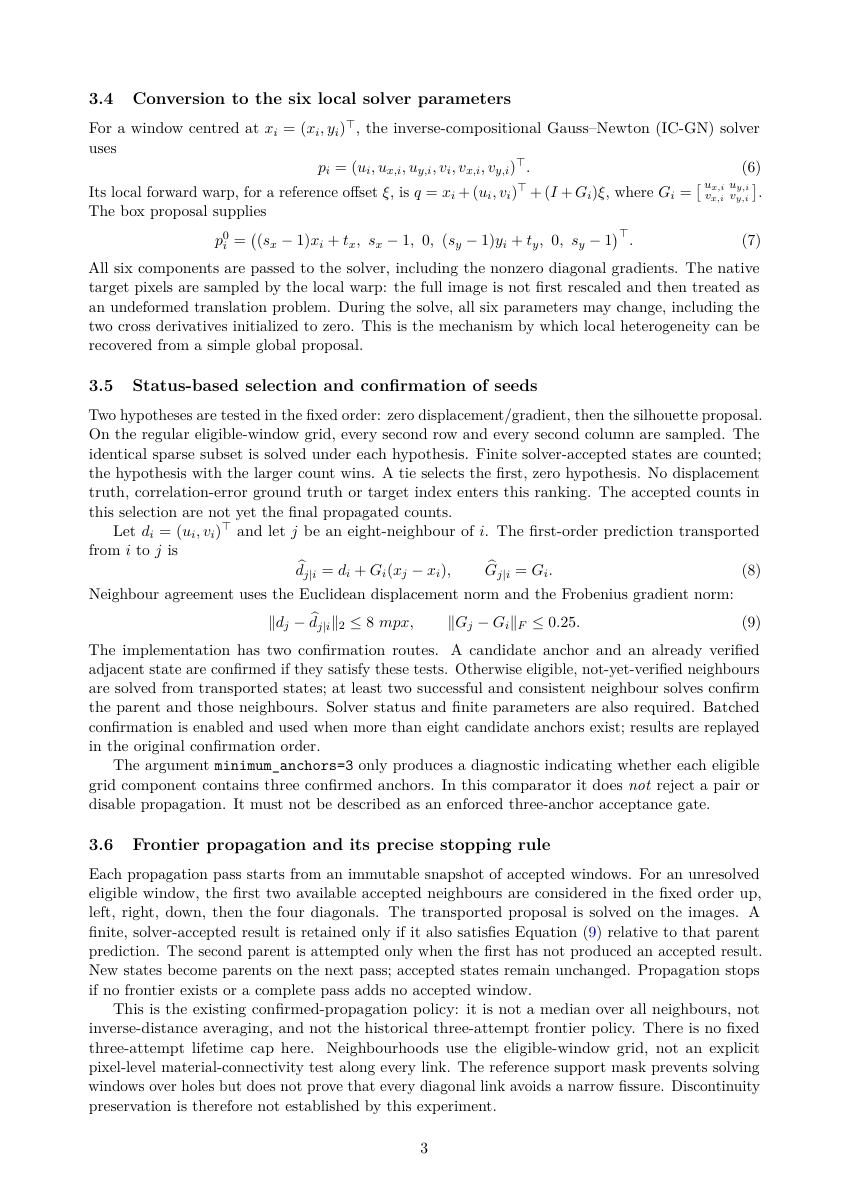 3.4 Conversion to the six local solver parameters
For a window centred at xᵢ = (xᵢ, yᵢ)⊤, the inverse-compositional Gauss–Newton (IC-GN) solver
uses
pᵢ = (uᵢ, uₓ,ᵢ, u_{y,i}, vᵢ, vₓ,ᵢ, v_{y,i})⊤. (6)
Its local forward warp, for a reference offset ξ, is q = xᵢ + (uᵢ, vᵢ)⊤ + (I + Gᵢ)ξ, where Gᵢ = [ u_{x,i} u_{y,i} ; v_{x,i} v_{y,i} ].
The box proposal supplies
p_i^0 = ((s_x − 1)x_i + t_x, s_x − 1, 0, (s_y − 1)y_i + t_y, 0, s_y − 1)⊤. (7)
All six components are passed to the solver, including the nonzero diagonal gradients. The native
target pixels are sampled by the local warp: the full image is not first rescaled and then treated as
an undeformed translation problem. During the solve, all six parameters may change, including the
two cross derivatives initialized to zero. This is the mechanism by which local heterogeneity can be
recovered from a simple global proposal.
3.5 Status-based selection and confirmation of seeds
Two hypotheses are tested in the fixed order: zero displacement/gradient, then the silhouette proposal.
On the regular eligible-window grid, every second row and every second column are sampled. The
identical sparse subset is solved under each hypothesis. Finite solver-accepted states are counted;
the hypothesis with the larger count wins. A tie selects the first, zero hypothesis. No displacement
truth, correlation-error ground truth or target index enters this ranking. The accepted counts in
this selection are not yet the final propagated counts.
Let d_i = (u_i, v_i)⊤ and let j be an eight-neighbour of i. The first-order prediction transported
from i to j is
d̂_{j|i} = d_i + G_i(x_j − x_i), Ĝ_{j|i} = G_i. (8)
Neighbour agreement uses the Euclidean displacement norm and the Frobenius gradient norm:
‖d_j − d̂_{j|i}‖₂ ≤ 8 mpx, ‖G_j − G_i‖_F ≤ 0.25. (9)
The implementation has two confirmation routes. A candidate anchor and an already verified
adjacent state are confirmed if they satisfy these tests. Otherwise eligible, not-yet-verified neighbours
are solved from transported states; at least two successful and consistent neighbour solves confirm
the parent and those neighbours. Solver status and finite parameters are also required. Batched
confirmation is enabled and used when more than eight candidate anchors exist; results are replayed
in the original confirmation order.
The argument minimum_anchors=3 only produces a diagnostic indicating whether each eligible
grid component contains three confirmed anchors. In this comparator it does not reject a pair or
disable propagation. It must not be described as an enforced three-anchor acceptance gate.
3.6 Frontier propagation and its precise stopping rule
Each propagation pass starts from an immutable snapshot of accepted windows. For an unresolved
eligible window, the first two available accepted neighbours are considered in the fixed order up,
left, right, down, then the four diagonals. The transported proposal is solved on the images. A
finite, solver-accepted result is retained only if it also satisfies Equation (9) relative to that parent
prediction. The second parent is attempted only when the first has not produced an accepted result.
New states become parents on the next pass; accepted states remain unchanged. Propagation stops
if no frontier exists or a complete pass adds no accepted window.
This is the existing confirmed-propagation policy: it is not a median over all neighbours, not
inverse-distance averaging, and not the historical three-attempt frontier policy. There is no fixed
three-attempt lifetime cap here. Neighbourhoods use the eligible-window grid, not an explicit
pixel-level material-connectivity test along every link. The reference support mask prevents solving
windows over holes but does not prove that every diagonal link avoids a narrow fissure. Discontinuity
preservation is therefore not established by this experiment.
3